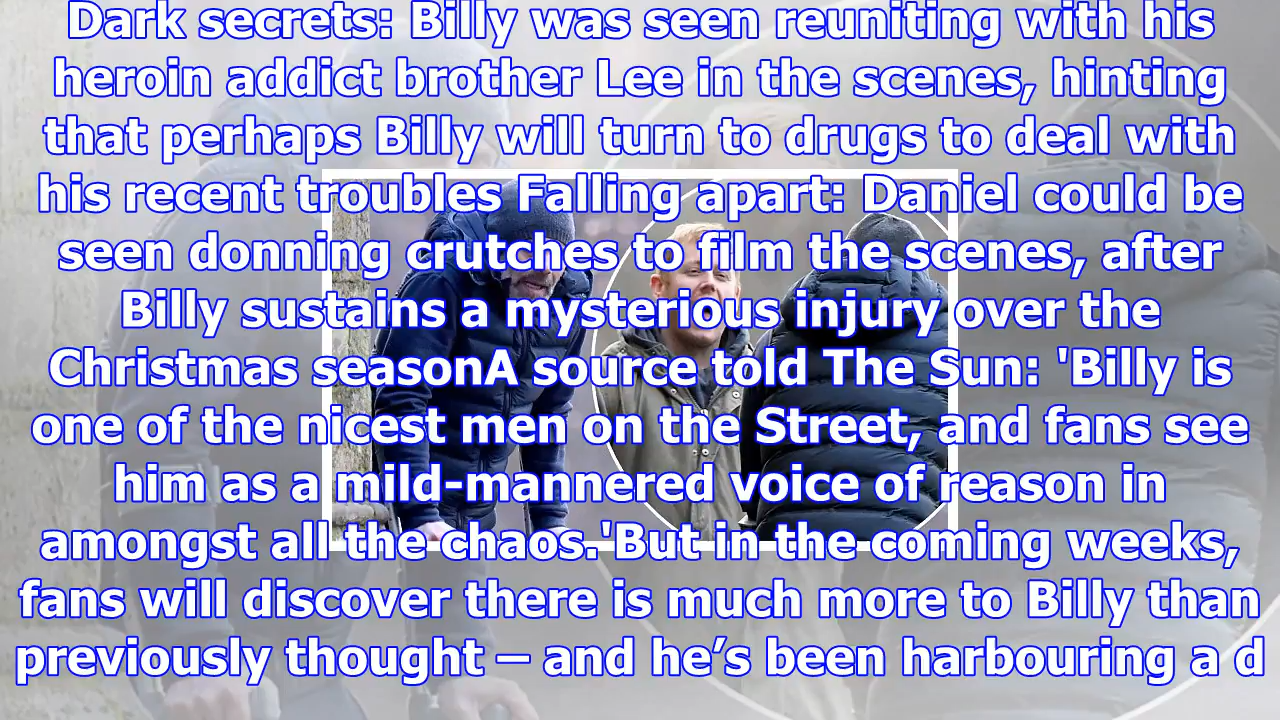 Dark secrets: Billy was seen reuniting with his
heroin addict brother Lee in the scenes, hinting
that perhaps Billy will turn to drugs to deal with
his recent troubles Falling apart: Daniel could be
seen donning crutches to film the scenes, after
Billy sustains a mysterious injury over the
Christmas seasonA source told The Sun: 'Billy is
one of the nicest men on the Street, and fans see
him as a mild-mannered voice of reason in
amongst all the chaos.'But in the coming weeks,
fans will discover there is much more to Billy than
previously thought – and he’s been harbouring a d